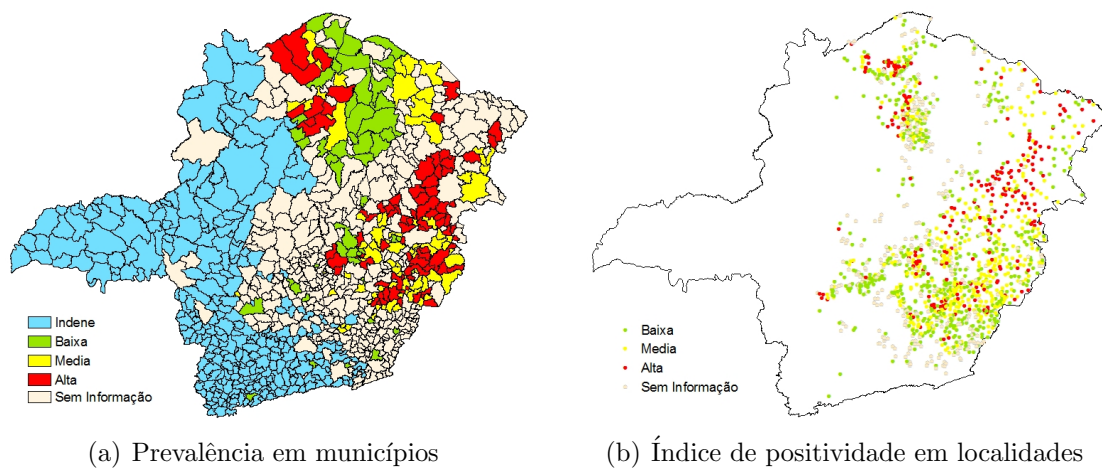 Indene
Baixa
Media
Alta
Sem Informação
Baixa
Media
Alta
Sem Informação
(a) Prevalência em municípios
(b) Índice de positividade em localidades